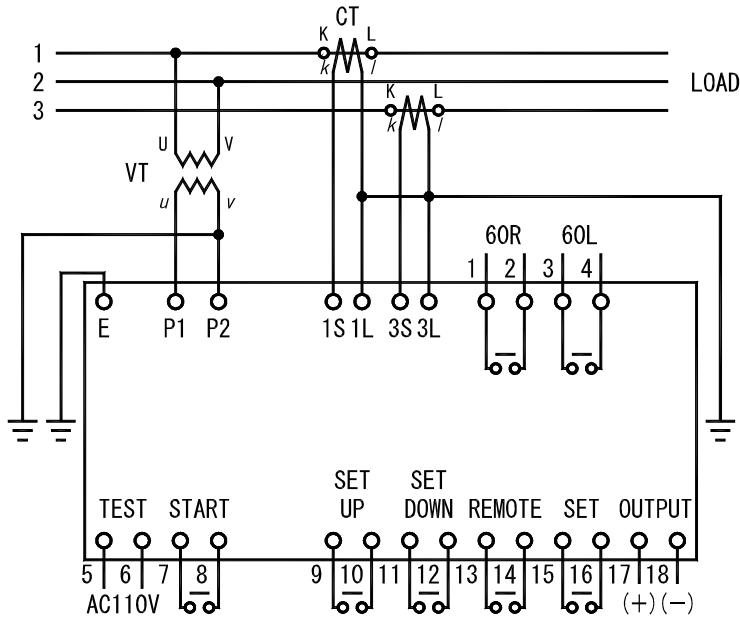 CT
1 K L
k l
2 LOAD
3 K L
k l
U V
VT
u v
60R 60L
1 2 3 4
E P1 P2 1S 1L 3S 3L
SET SET
TEST START UP DOWN REMOTE SET OUTPUT
5 6 7 8 9 10 11 12 13 14 15 16 17 18
AC110V (+) (−)